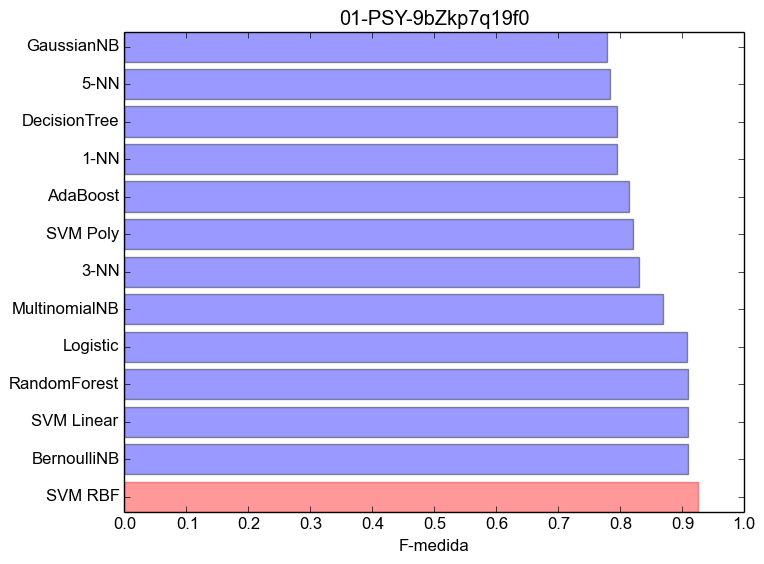 01-PSY-9bZkp7q19f0
GaussianNB
5-NN
DecisionTree
1-NN
AdaBoost
SVM Poly
3-NN
MultinomialNB
Logistic
RandomForest
SVM Linear
BernoulliNB
SVM RBF
0.0 0.1 0.2 0.3 0.4 0.5 0.6 0.7 0.8 0.9 1.0
F-medida